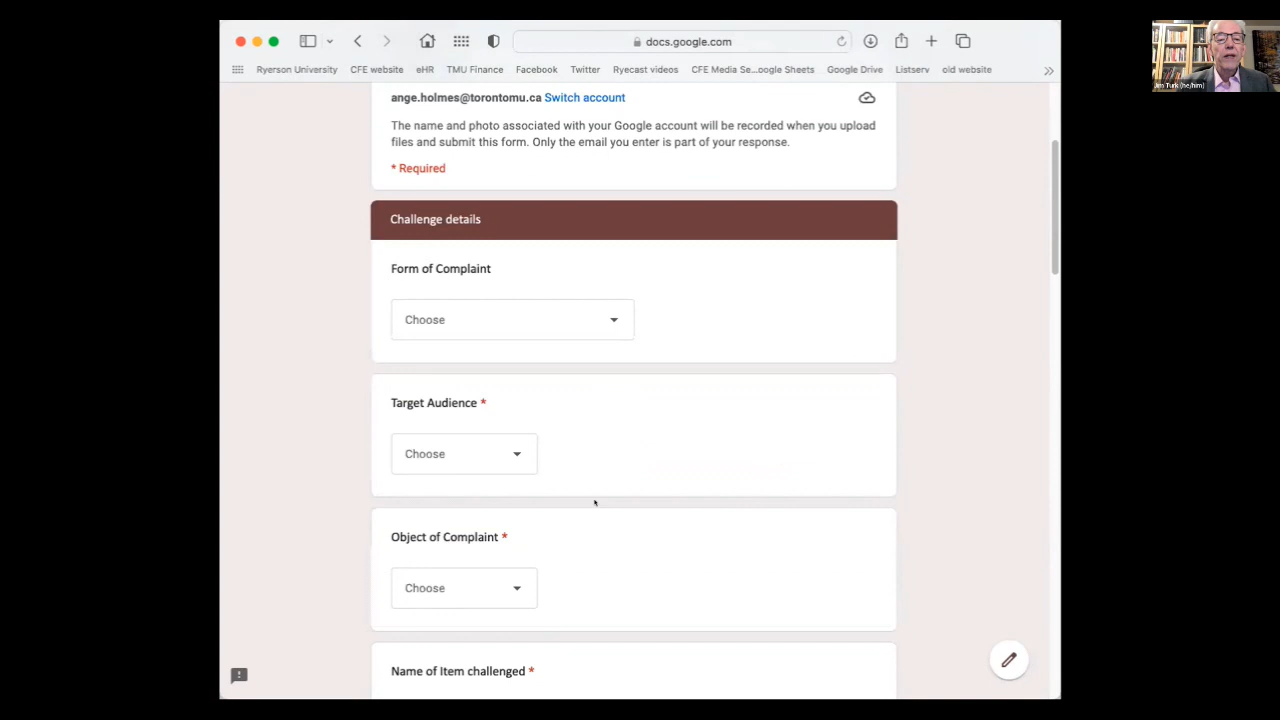 docs.google.com
Ryerson University CFE website eHR TMU Finance Facebook Twitter Ryecast videos CFE Media Se...oogle Sheets Google Drive Listserv old website
ange.holmes@torontomu.ca Switch account
The name and photo associated with your Google account will be recorded when you upload
files and submit this form. Only the email you enter is part of your response.
* Required
Challenge details
Form of Complaint
Choose
Target Audience *
Choose
Object of Complaint *
Choose
Name of Item challenged *
Jim Turk (he/him)